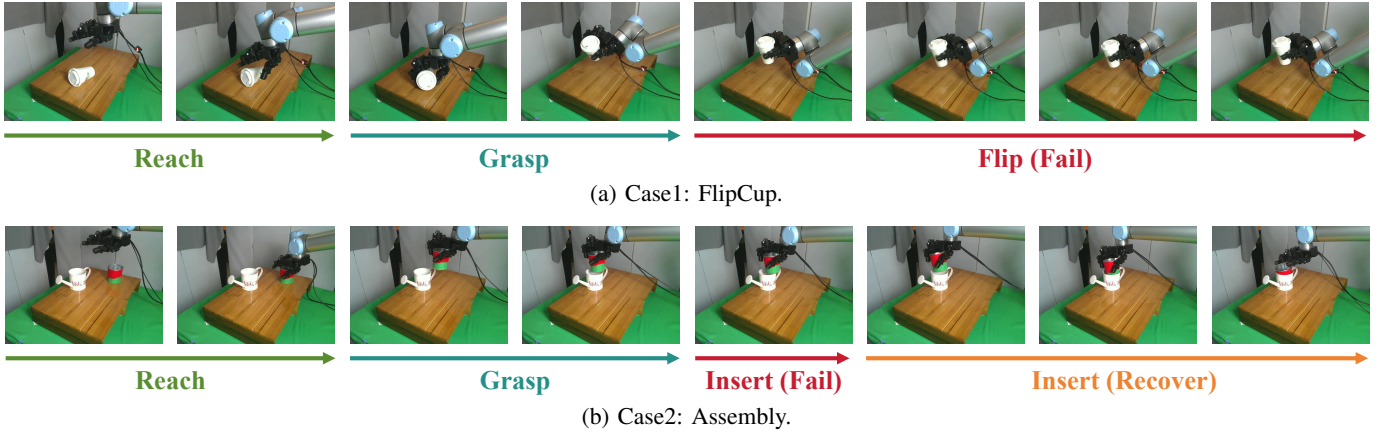 Reach Grasp Flip (Fail)
(a) Case1: FlipCup.
Reach Grasp Insert (Fail) Insert (Recover)
(b) Case2: Assembly.